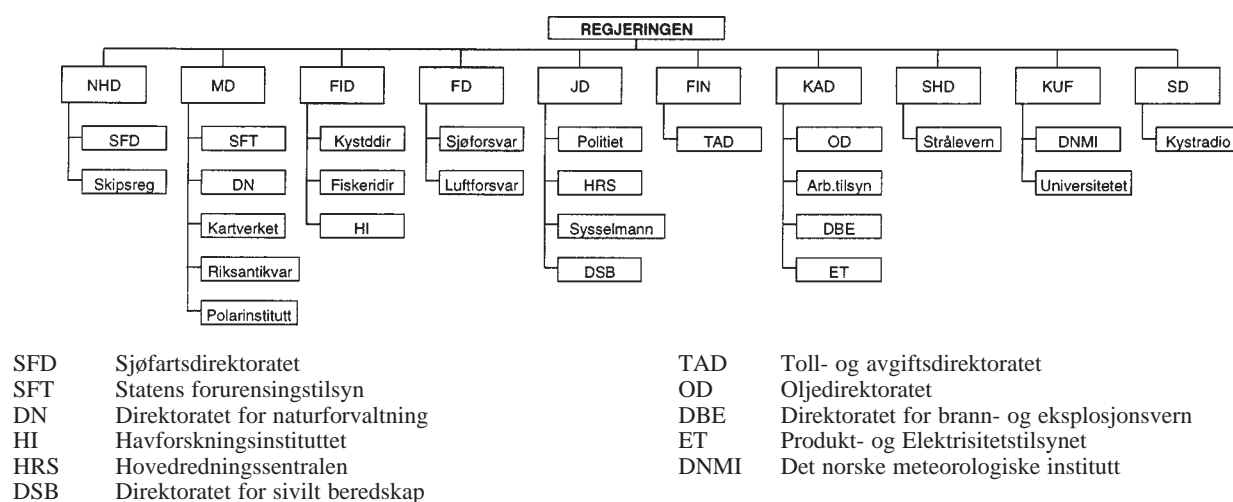 REGJERINGEN
NHD MD FID FD JD FIN KAD SHD KUF SD
SFD SFT Kystddir Sjøforsvar Politiet TAD OD Strålevern DNMI Kystradio
Skipsreg DN Fiskeridir Luftforsvar HRS Arb.tilsyn Universitetet
Kartverket HI Sysselmann DBE
Riksantikvar DSB ET
Polarinstitutt
SFD Sjøfartsdirektoratet
SFT Statens forurensingstilsyn
DN Direktoratet for naturforvaltning
HI Havforskningsinstituttet
HRS Hovedredningssentralen
DSB Direktoratet for sivilt beredskap
TAD Toll- og avgiftsdirektoratet
OD Oljedirektoratet
DBE Direktoratet for brann- og eksplosjonsvern
ET Produkt- og Elektrisitetstilsynet
DNMI Det norske meteorologiske institutt